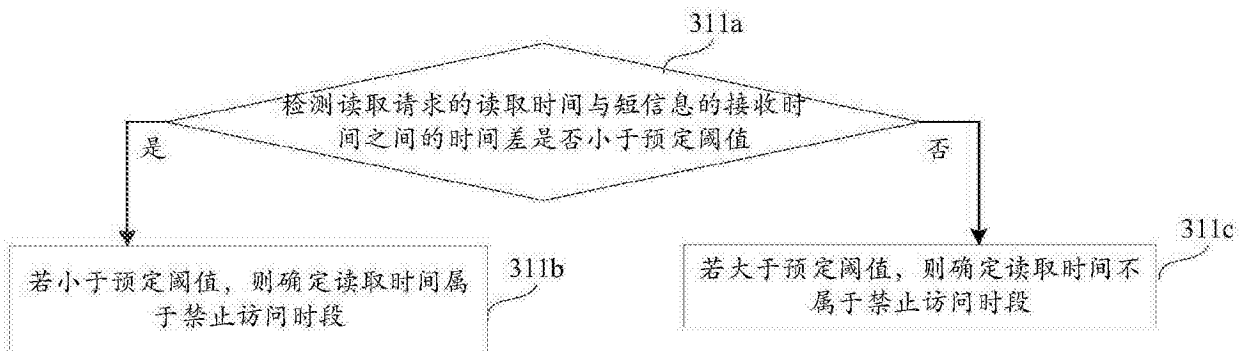 311a
检测读取请求的读取时间与短信息的接收时
间之间的时间差是否小于预定阈值
是
否
311c
若小于预定阈值，则确定读取时间属
于禁止访问时段
311b
若大于预定阈值，则确定读取时间不
属于禁止访问时段